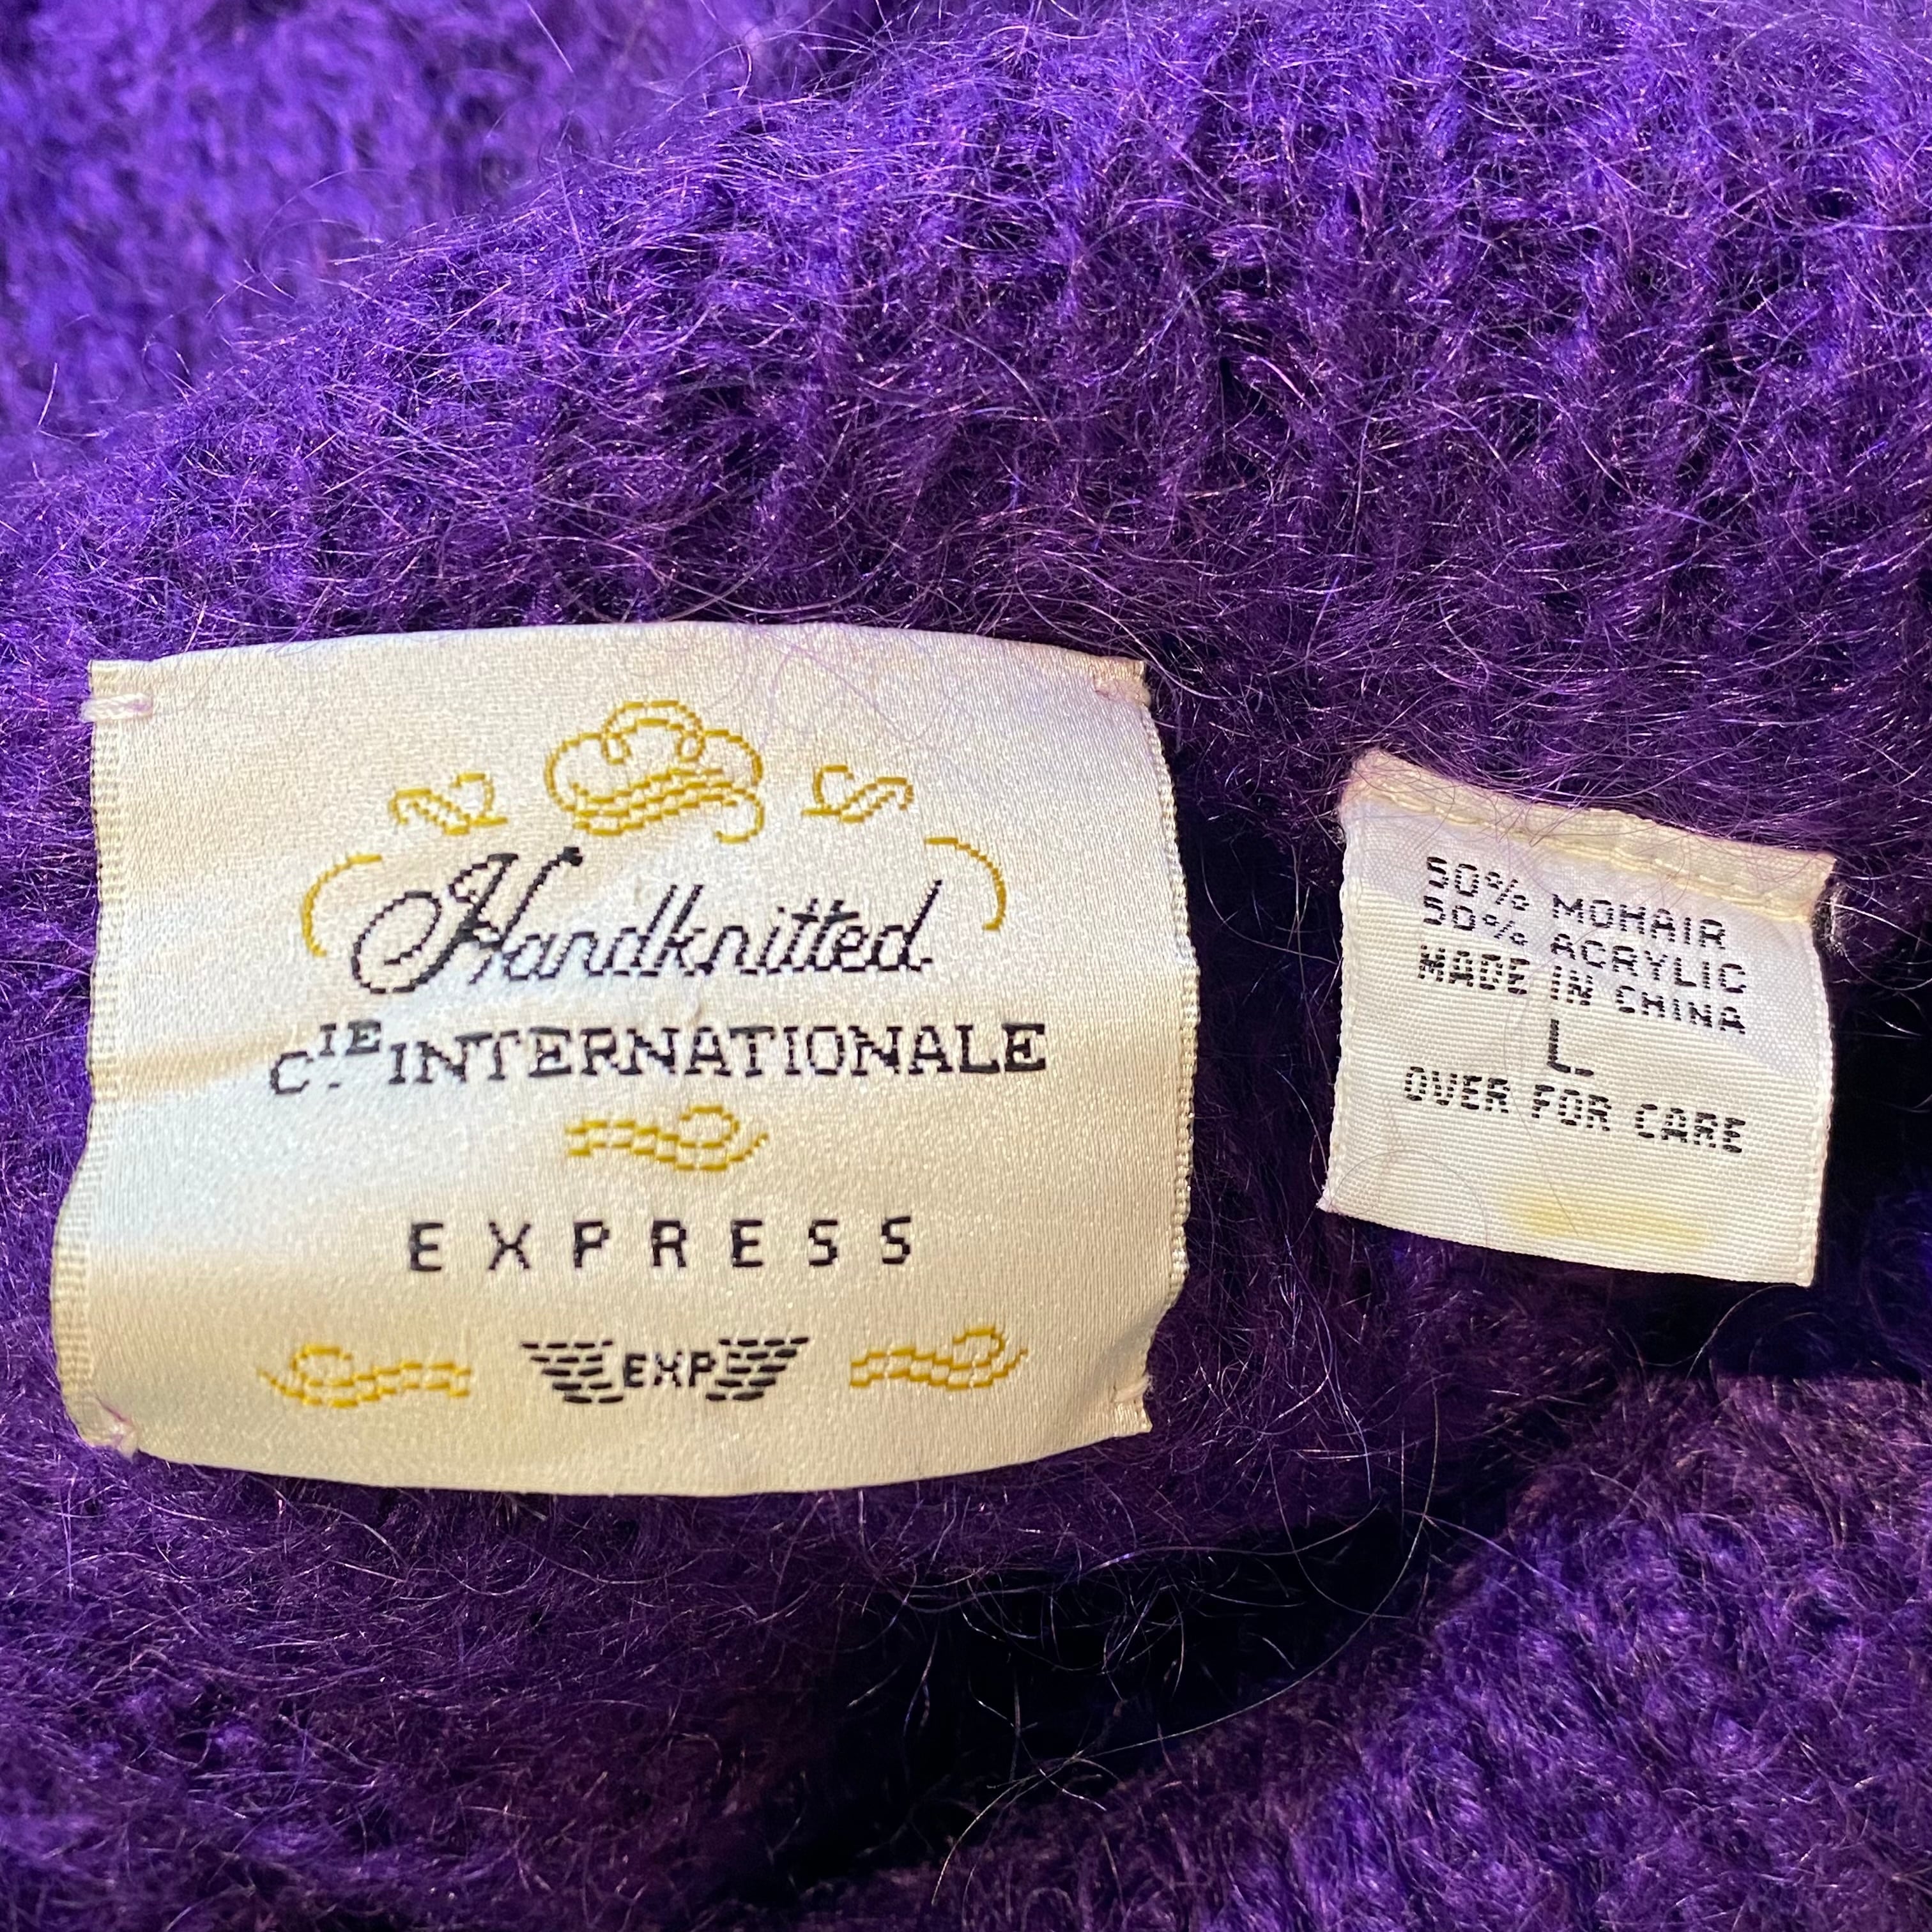 Handknitted
CIE. INTERNATIONALE
EXPRESS
EXP
50% MOHAIR
50% ACRYLIC
MADE IN CHINA
L
OVER FOR CARE